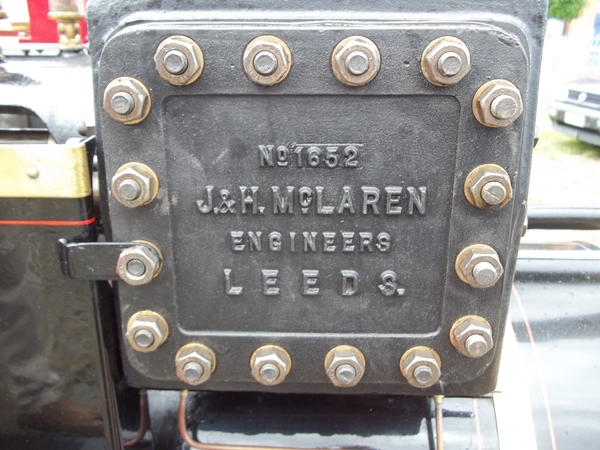 No 1652
J.&H. McLAREN
ENGINEERS
LEEDS.